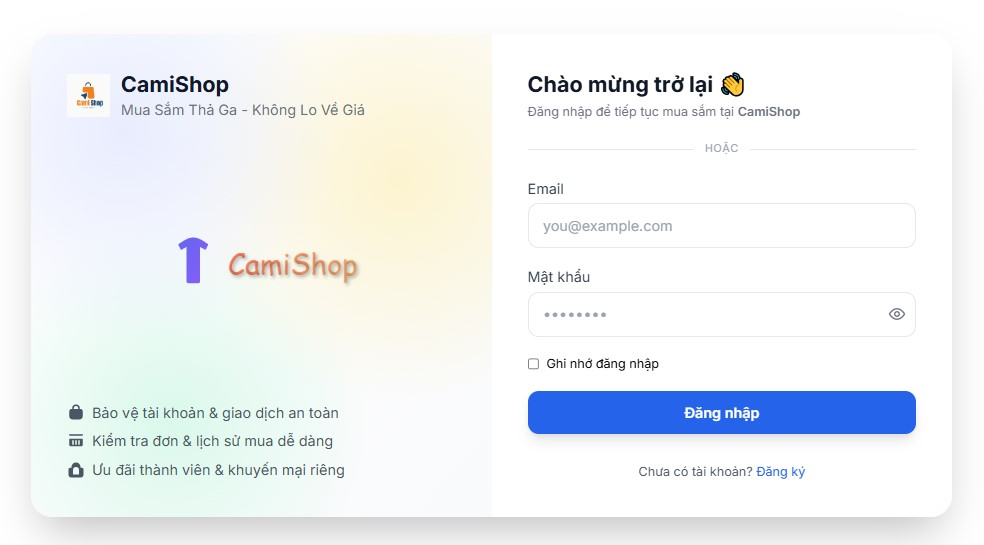 Cami Shop
CamiShop
Mua Sắm Thả Ga - Không Lo Về Giá
CamiShop
Bảo vệ tài khoản & giao dịch an toàn
Kiểm tra đơn & lịch sử mua dễ dàng
Ưu đãi thành viên & khuyến mại riêng
Chào mừng trở lại 👋
Đăng nhập để tiếp tục mua sắm tại CamiShop
HOẶC
Email
you@example.com
Mật khẩu
••••••••
Ghi nhớ đăng nhập
Đăng nhập
Chưa có tài khoản? Đăng ký